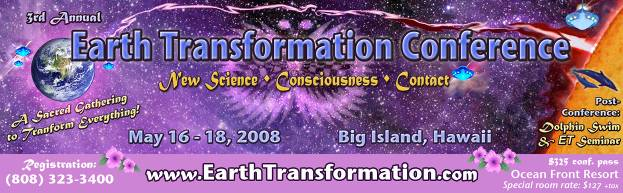 3rd Annual
Earth Transformation Conference
New Science • Consciousness • Contact
A Sacred Gathering
to Tranform Everything!
May 16 - 18, 2008
Big Island, Hawaii
Post-
Conference:
Dolphin Swim
&- ET Seminar
Registration:
(808) 323-3400
www.EarthTransformation.com
$325 conf. pass
Ocean Front Resort
Special room rate: $127 +tax